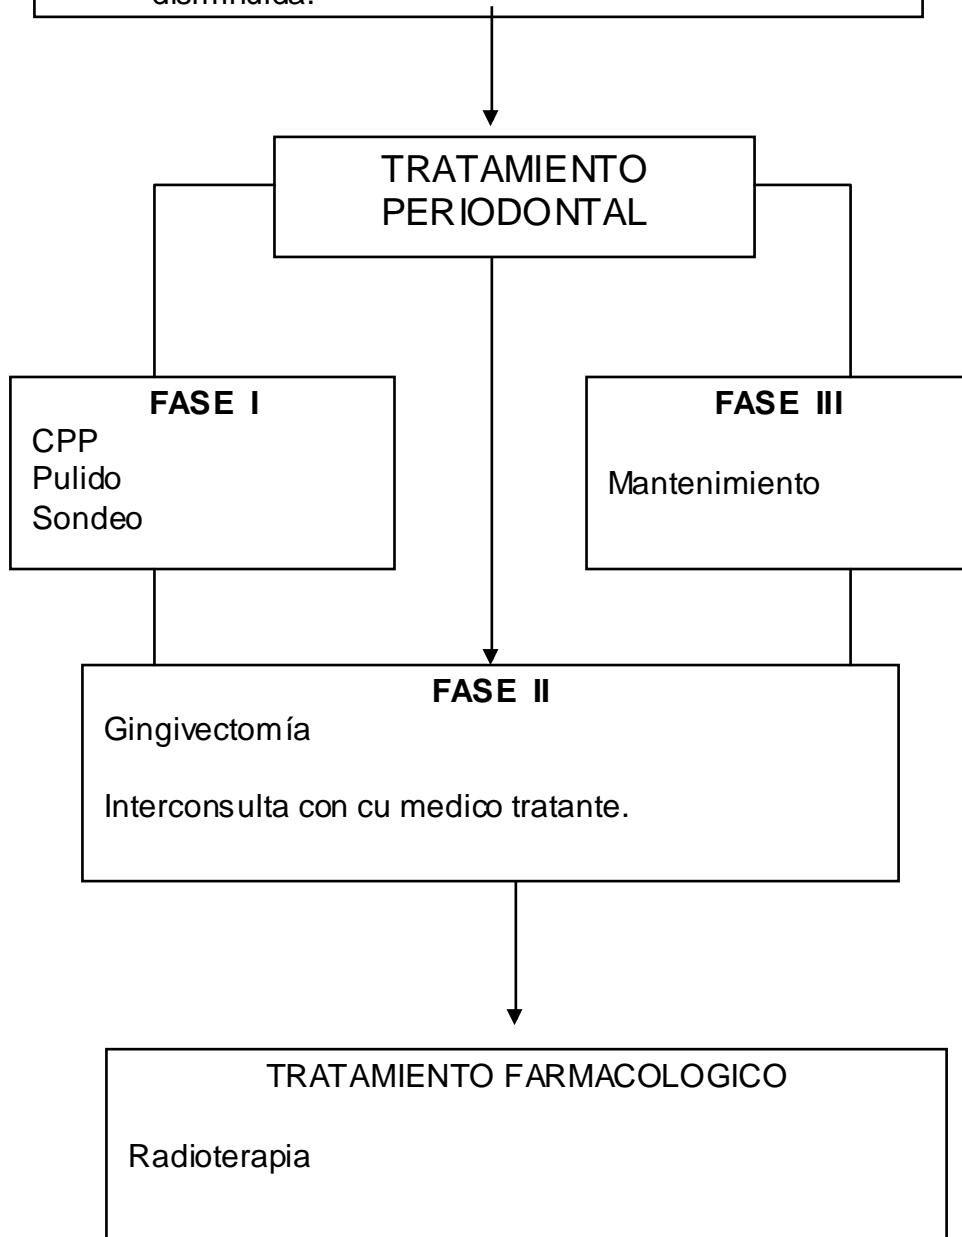 disminuida.
TRATAMIENTO
PERIODONTAL
FASE I
CPP
Pulido
Sondeo
FASE III
Mantenimiento
FASE II
Gingivectomía
Interconsulta con cu medico tratante.
TRATAMIENTO FARMACOLOGICO
Radioterapia